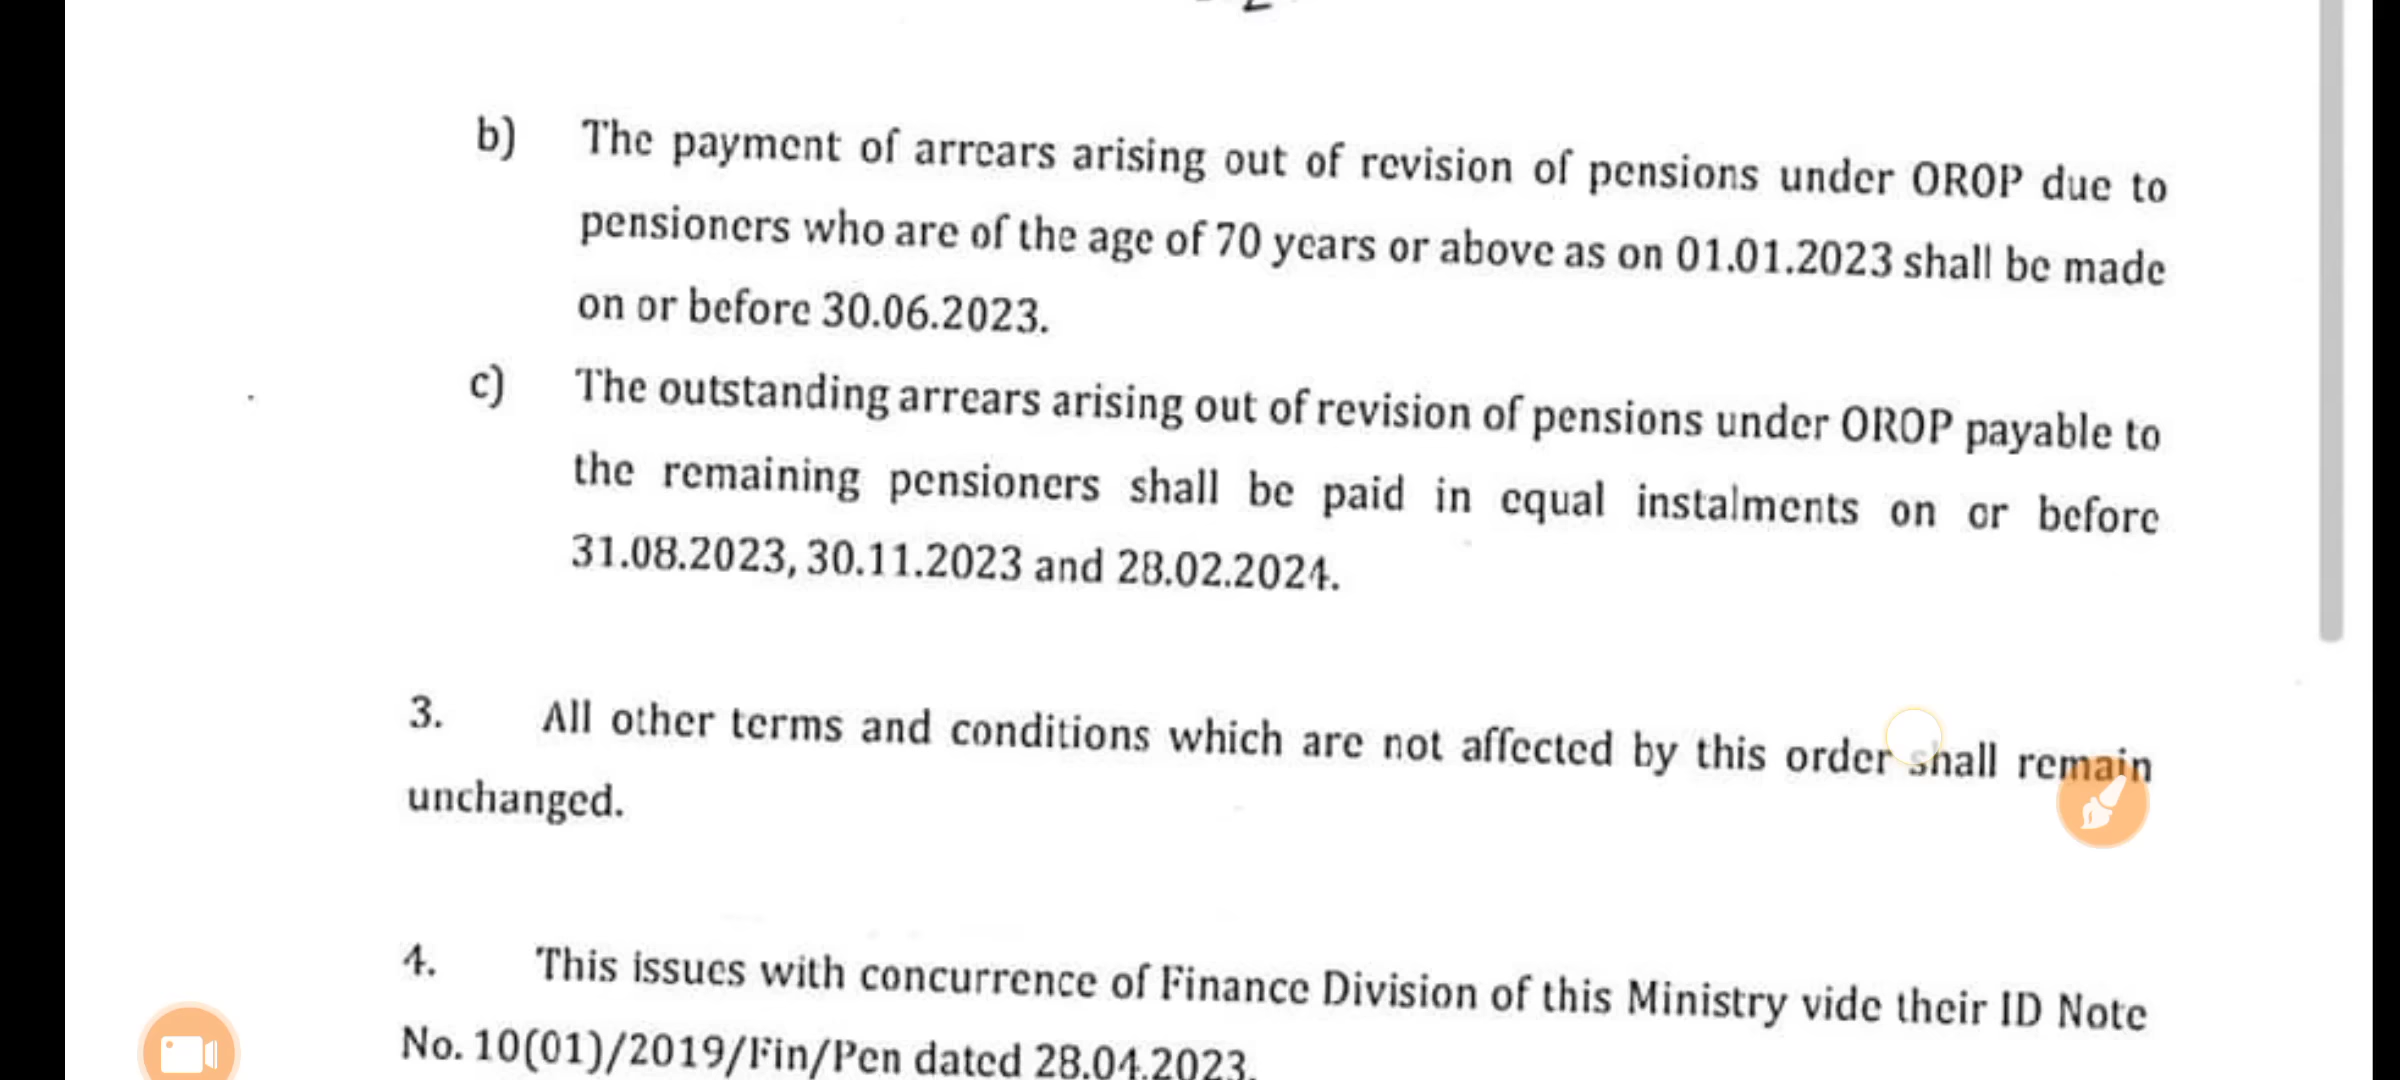 b) The payment of arrears arising out of revision of pensions under OROP due to
pensioners who are of the age of 70 years or above as on 01.01.2023 shall be made
on or before 30.06.2023.
c) The outstanding arrears arising out of revision of pensions under OROP payable to
the remaining pensioners shall be paid in equal instalments on or before
31.08.2023, 30.11.2023 and 28.02.2024.
3. All other terms and conditions which are not affected by this order shall remain
unchanged.
4. This issues with concurrence of Finance Division of this Ministry vide their ID Note
No. 10(01)/2019/Fin/Pen dated 28.04.2023.